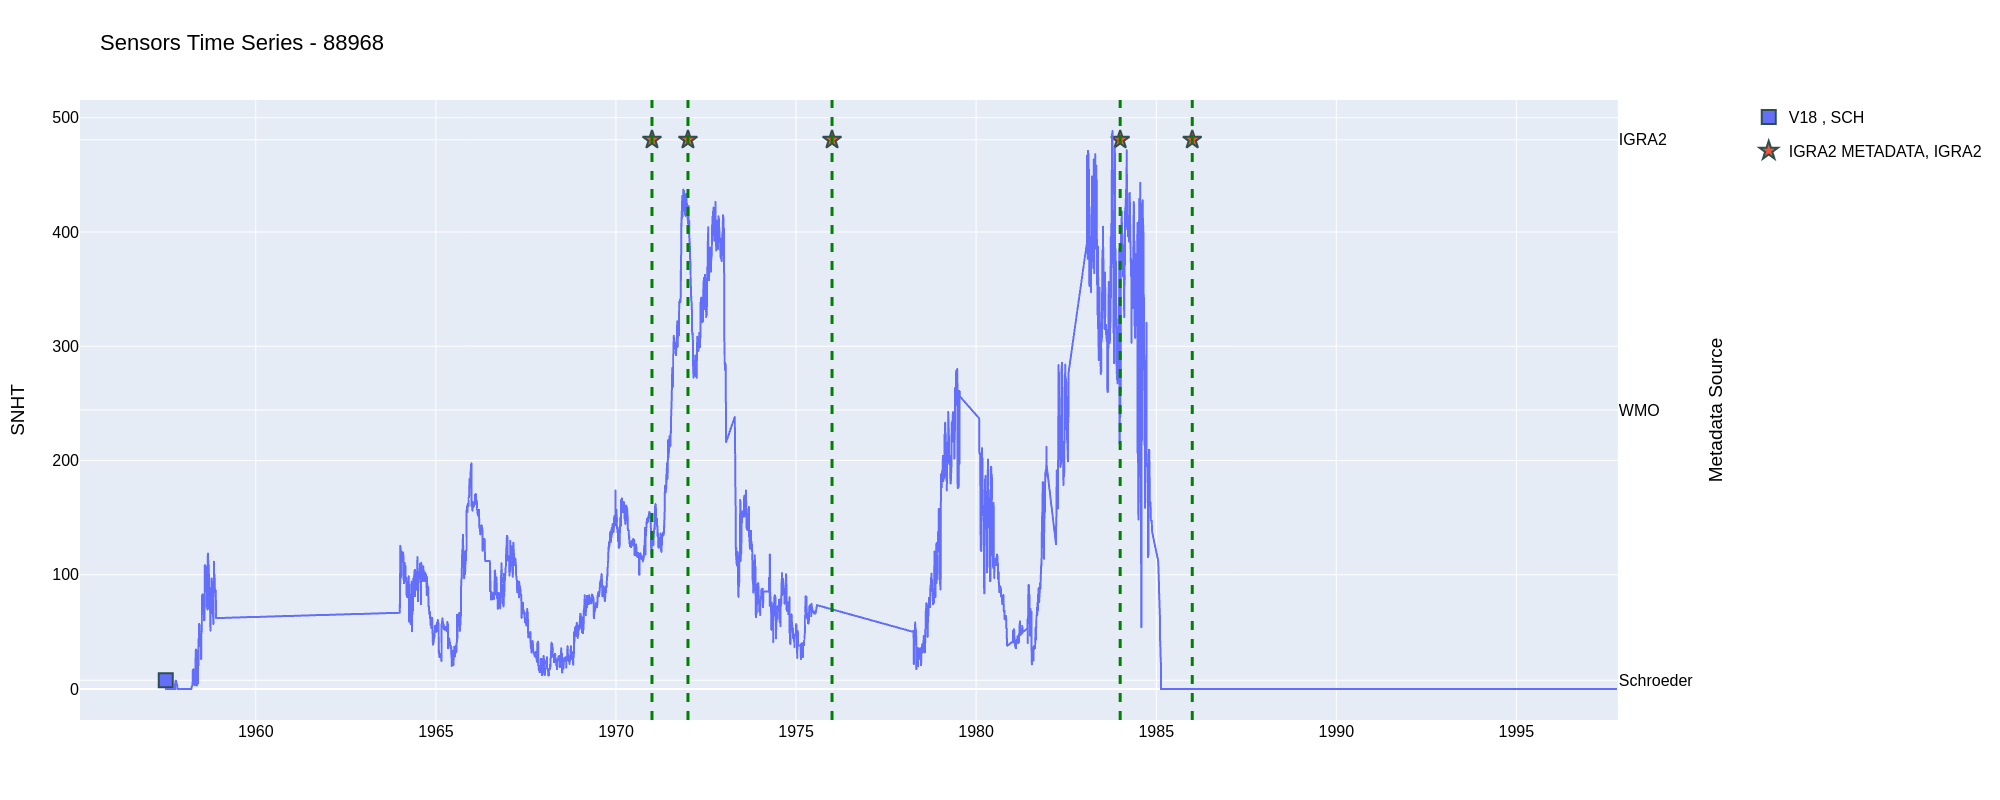 Sensors Time Series - 88968
V18 , SCH
IGRA2 METADATA, IGRA2
500
400
300
200
100
0
SNHT
IGRA2
WMO
Schroeder
Metadata Source
1960
1965
1970
1975
1980
1985
1990
1995